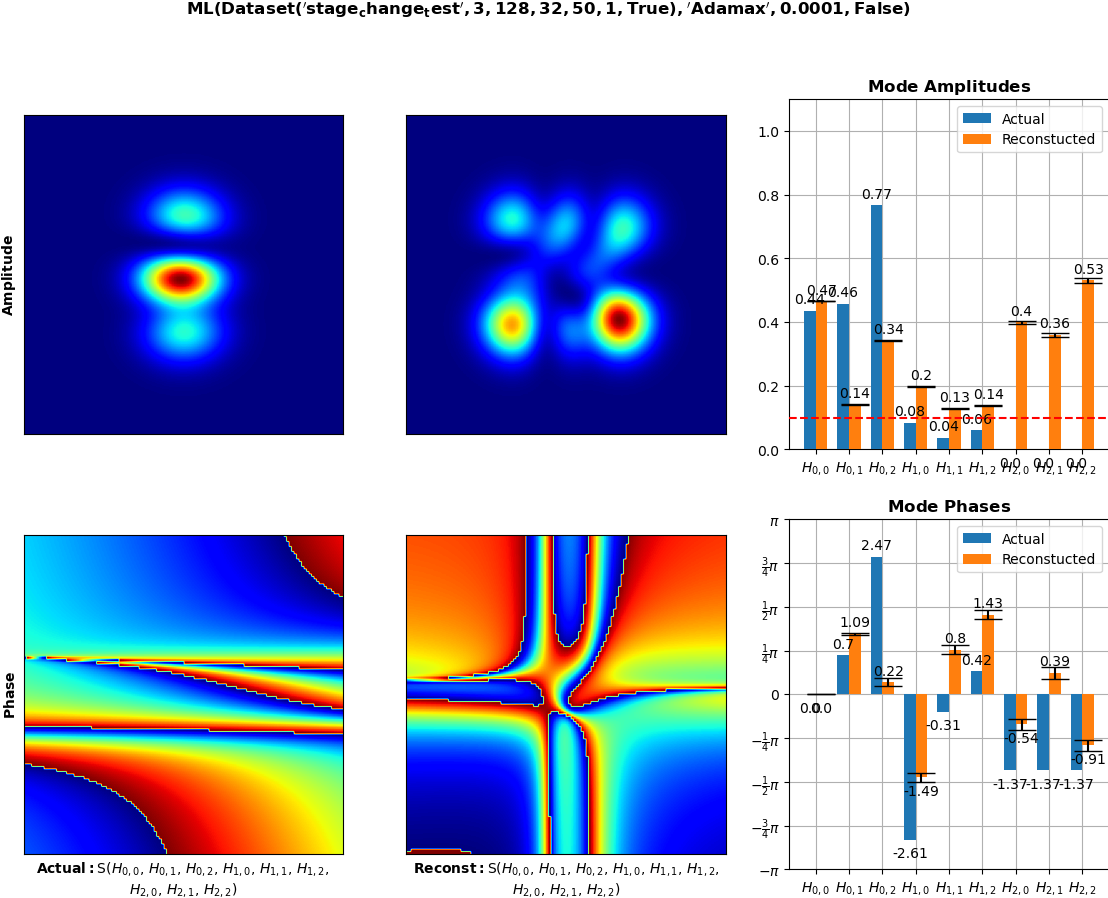 ML(Dataset('stage_change_test', 3, 128, 32, 50, 1, True), 'Adamax', 0.0001, False)
Amplitude
Mode Amplitudes
Actual
Reconstucted
1.0
0.8
0.6
0.4
0.2
0.0
0.44 0.47 0.46 0.14 0.77 0.34 0.08 0.2 0.04 0.13 0.06 0.14 0.0 0.4 0.0 0.36 0.0 0.53
H0,0 H0,1 H0,2 H1,0 H1,1 H1,2 H2,0 H2,1 H2,2
Phase
Mode Phases
Actual
Reconstucted
π
3/4π
1/2π
1/4π
0
−1/4π
−1/2π
−3/4π
−π
0.0 0.0 0.7 1.09 2.47 0.22 -2.61 -1.49 -0.31 0.8 0.42 1.43 -1.37 -0.54 -1.37 0.39 -1.37 -0.91
H0,0 H0,1 H0,2 H1,0 H1,1 H1,2 H2,0 H2,1 H2,2
Actual: S(H0,0, H0,1, H0,2, H1,0, H1,1, H1,2,
H2,0, H2,1, H2,2)
Reconst: S(H0,0, H0,1, H0,2, H1,0, H1,1, H1,2,
H2,0, H2,1, H2,2)